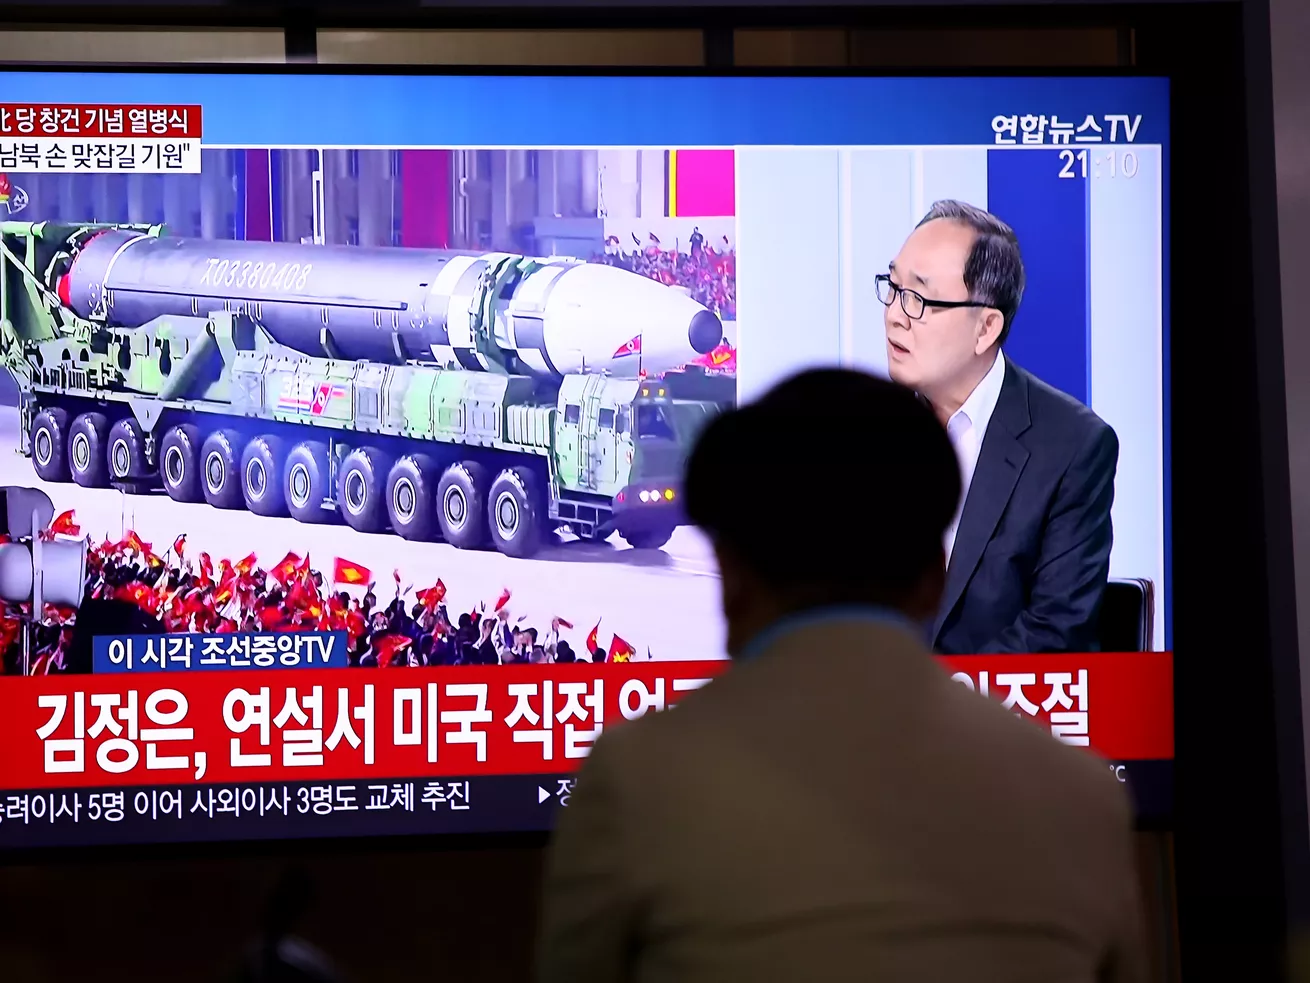 北 당 창건 기념 열병식
남북 손 맞잡길 기원"
연합뉴스TV
21:10
이 시각 조선중앙TV
김정은, 연설서 미국 직접
이사 5명 이어 사외이사 3명도 교체 추진